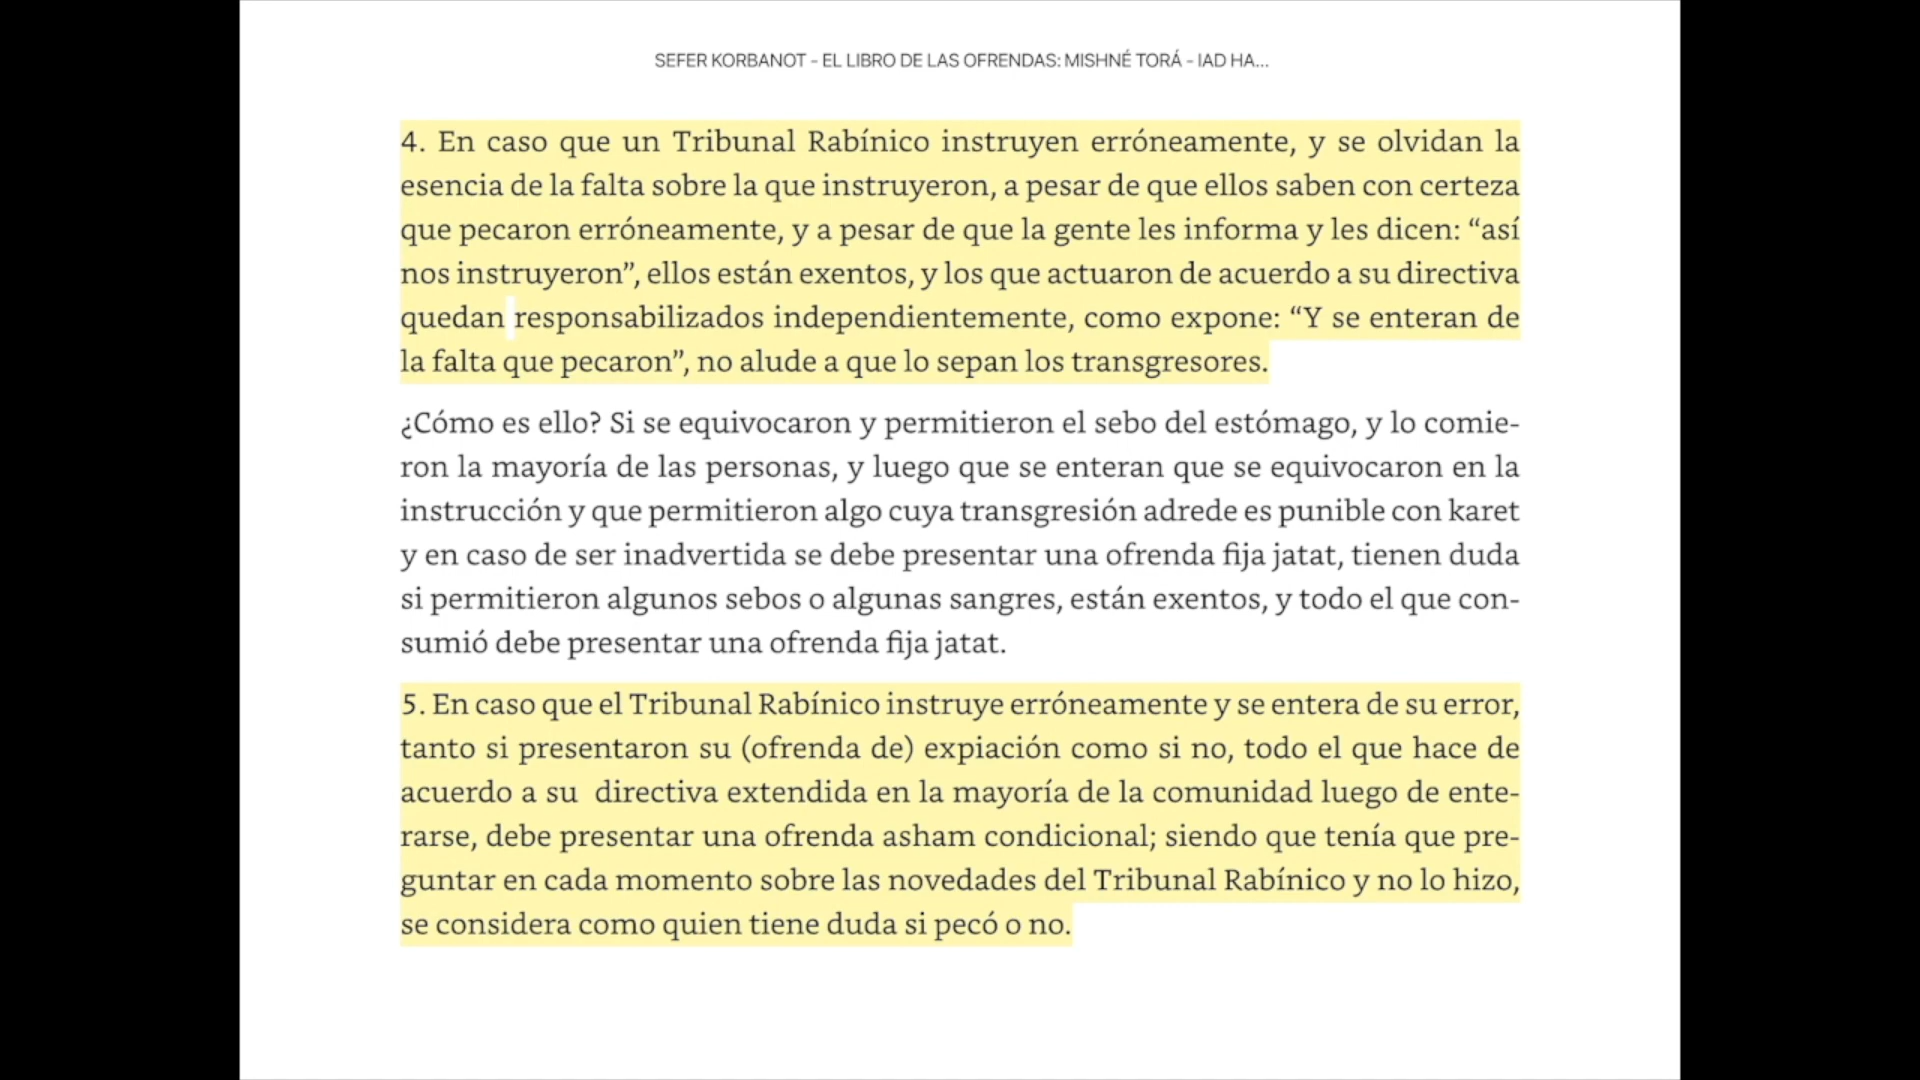 SEFER KORBANOT - EL LIBRO DE LAS OFRENDAS: MISHNÉ TORÁ - IAD HA...
4. En caso que un Tribunal Rabínico instruyen erróneamente, y se olvidan la
esencia de la falta sobre la que instruyeron, a pesar de que ellos saben con certeza
que pecaron erróneamente, y a pesar de que la gente les informa y les dicen: “así
nos instruyeron”, ellos están exentos, y los que actuaron de acuerdo a su directiva
quedan responsabilizados independientemente, como expone: “Y se enteran de
la falta que pecaron”, no alude a que lo sepan los transgresores.
¿Cómo es ello? Si se equivocaron y permitieron el sebo del estómago, y lo comie-
ron la mayoría de las personas, y luego que se enteran que se equivocaron en la
instrucción y que permitieron algo cuya transgresión adrede es punible con karet
y en caso de ser inadvertida se debe presentar una ofrenda fija jatat, tienen duda
si permitieron algunos sebos o algunas sangres, están exentos, y todo el que con-
sumió debe presentar una ofrenda fija jatat.
5. En caso que el Tribunal Rabínico instruye erróneamente y se entera de su error,
tanto si presentaron su (ofrenda de) expiación como si no, todo el que hace de
acuerdo a su directiva extendida en la mayoría de la comunidad luego de ente-
rarse, debe presentar una ofrenda asham condicional; siendo que tenía que pre-
guntar en cada momento sobre las novedades del Tribunal Rabínico y no lo hizo,
se considera como quien tiene duda si pecó o no.